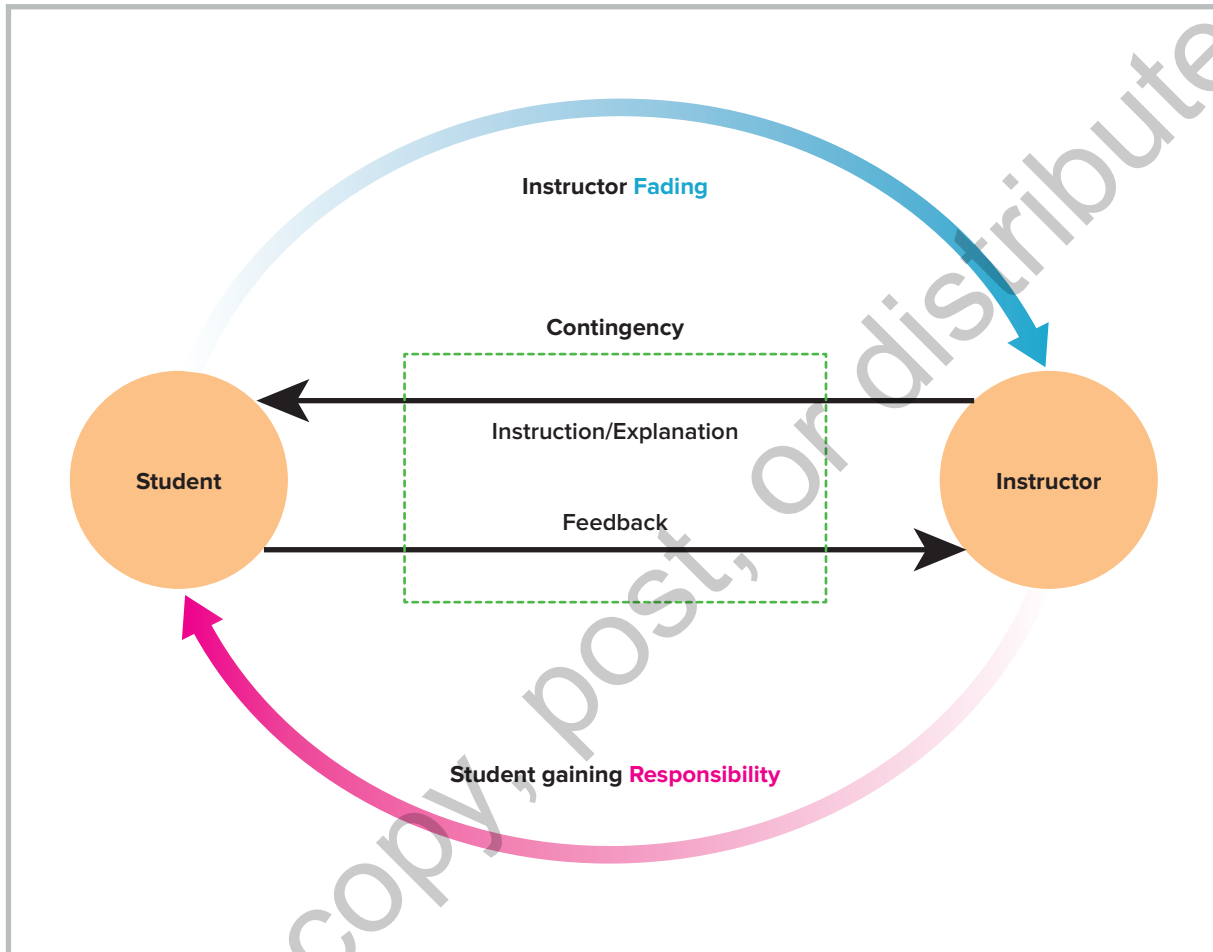 Instructor Fading
Contingency
Instruction/Explanation
Student
Instructor
Feedback
Student gaining Responsibility
copy, post, or distribute